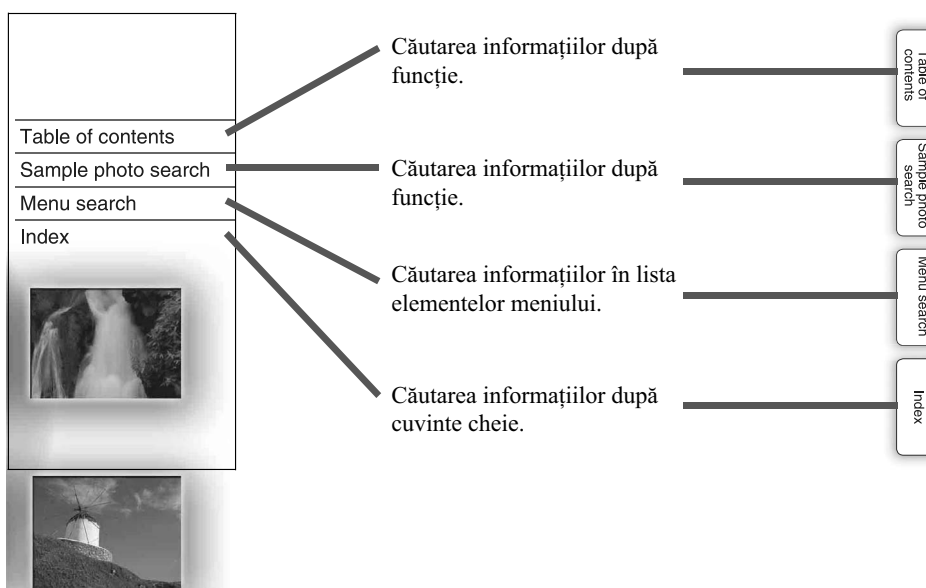 Table of contents
Sample photo search
Menu search
Index
Căutarea informațiilor după
funcție.
Căutarea informațiilor după
funcție.
Căutarea informațiilor în lista
elementelor meniului.
Căutarea informațiilor după
cuvinte cheie.
Table of
contents
Sample photo
search
Menu search
Index